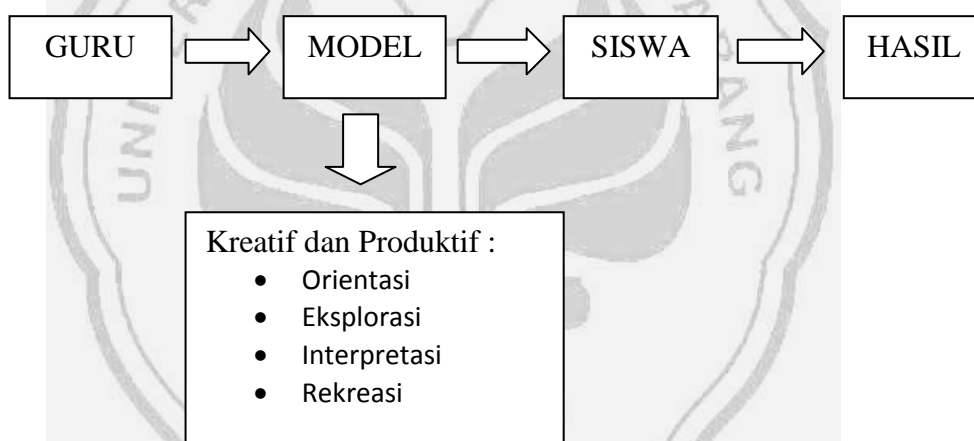 GURU
MODEL
SISWA
HASIL
Kreatif dan Produktif :
• Orientasi
• Eksplorasi
• Interpretasi
• Rekreasi